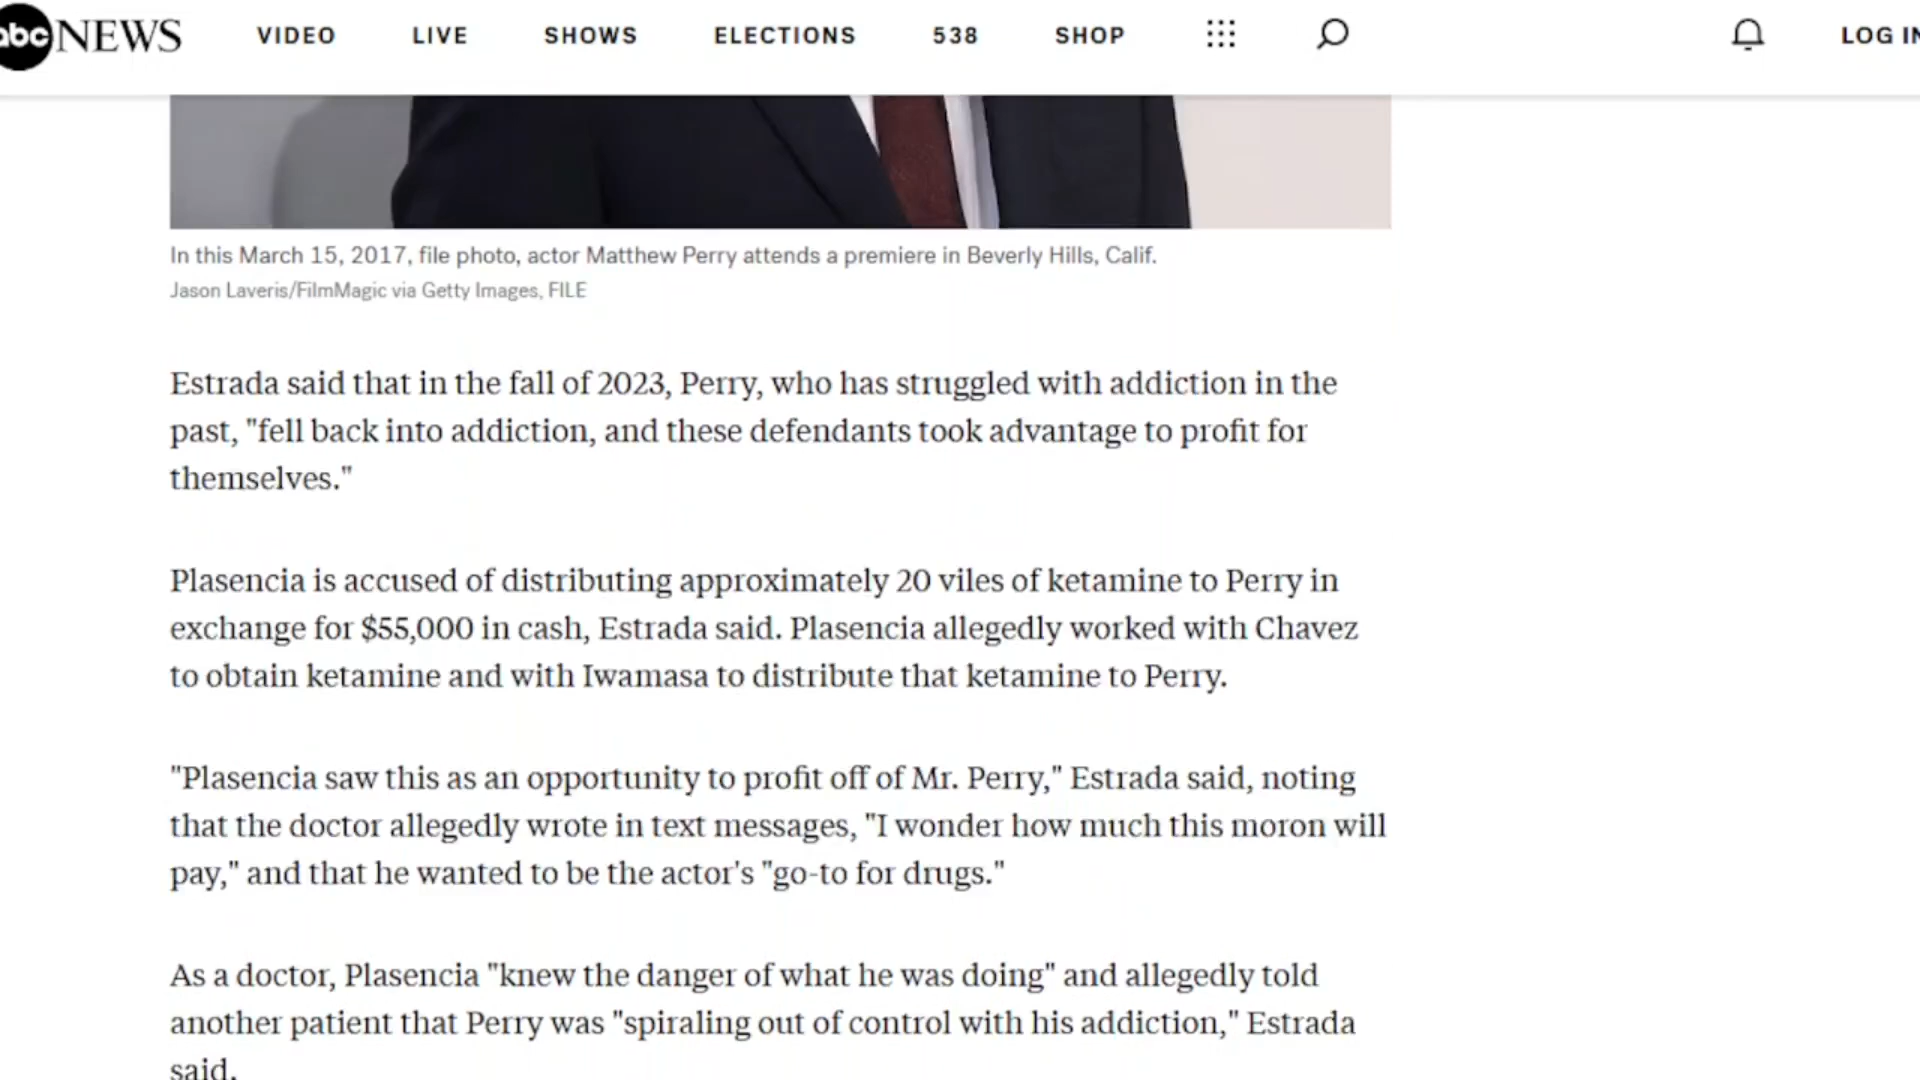 abc NEWS VIDEO LIVE SHOWS ELECTIONS 538 SHOP LOG IN
In this March 15, 2017, file photo, actor Matthew Perry attends a premiere in Beverly Hills, Calif.
Jason Laveris/FilmMagic via Getty Images, FILE
Estrada said that in the fall of 2023, Perry, who has struggled with addiction in the
past, "fell back into addiction, and these defendants took advantage to profit for
themselves."
Plasencia is accused of distributing approximately 20 viles of ketamine to Perry in
exchange for $55,000 in cash, Estrada said. Plasencia allegedly worked with Chavez
to obtain ketamine and with Iwamasa to distribute that ketamine to Perry.
"Plasencia saw this as an opportunity to profit off of Mr. Perry," Estrada said, noting
that the doctor allegedly wrote in text messages, "I wonder how much this moron will
pay," and that he wanted to be the actor's "go-to for drugs."
As a doctor, Plasencia "knew the danger of what he was doing" and allegedly told
another patient that Perry was "spiraling out of control with his addiction," Estrada
said.